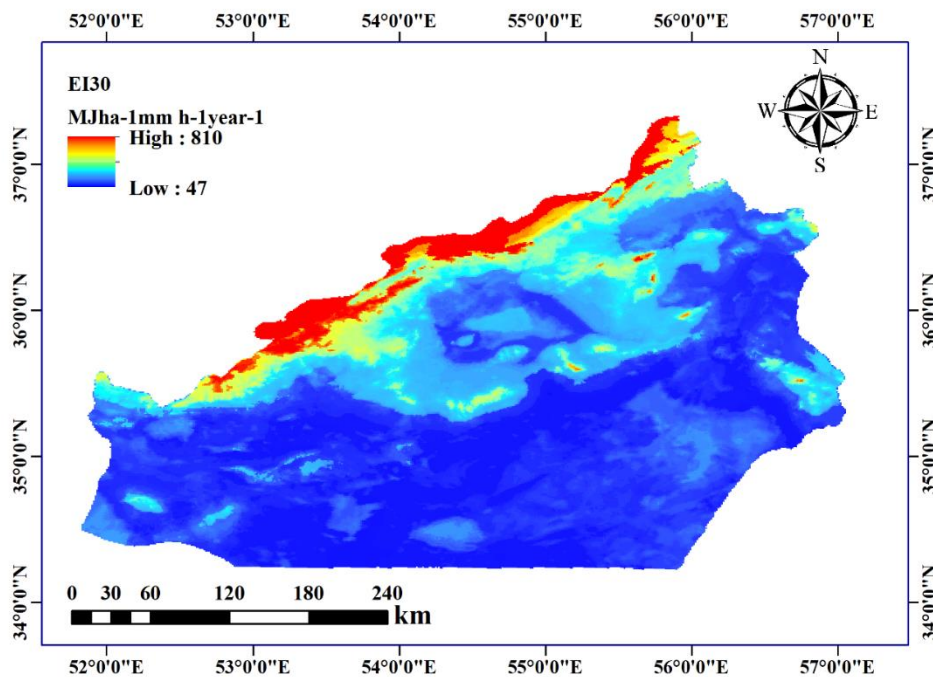 52°0'0"E 53°0'0"E 54°0'0"E 55°0'0"E 56°0'0"E 57°0'0"E
EI30
MJha-1mm h-1year-1
High : 810
Low : 47
N
W E
S
37°0'0"N 37°0'0"N
36°0'0"N 36°0'0"N
35°0'0"N 35°0'0"N
34°0'0"N 34°0'0"N
0 30 60 120 180 240
km
52°0'0"E 53°0'0"E 54°0'0"E 55°0'0"E 56°0'0"E 57°0'0"E